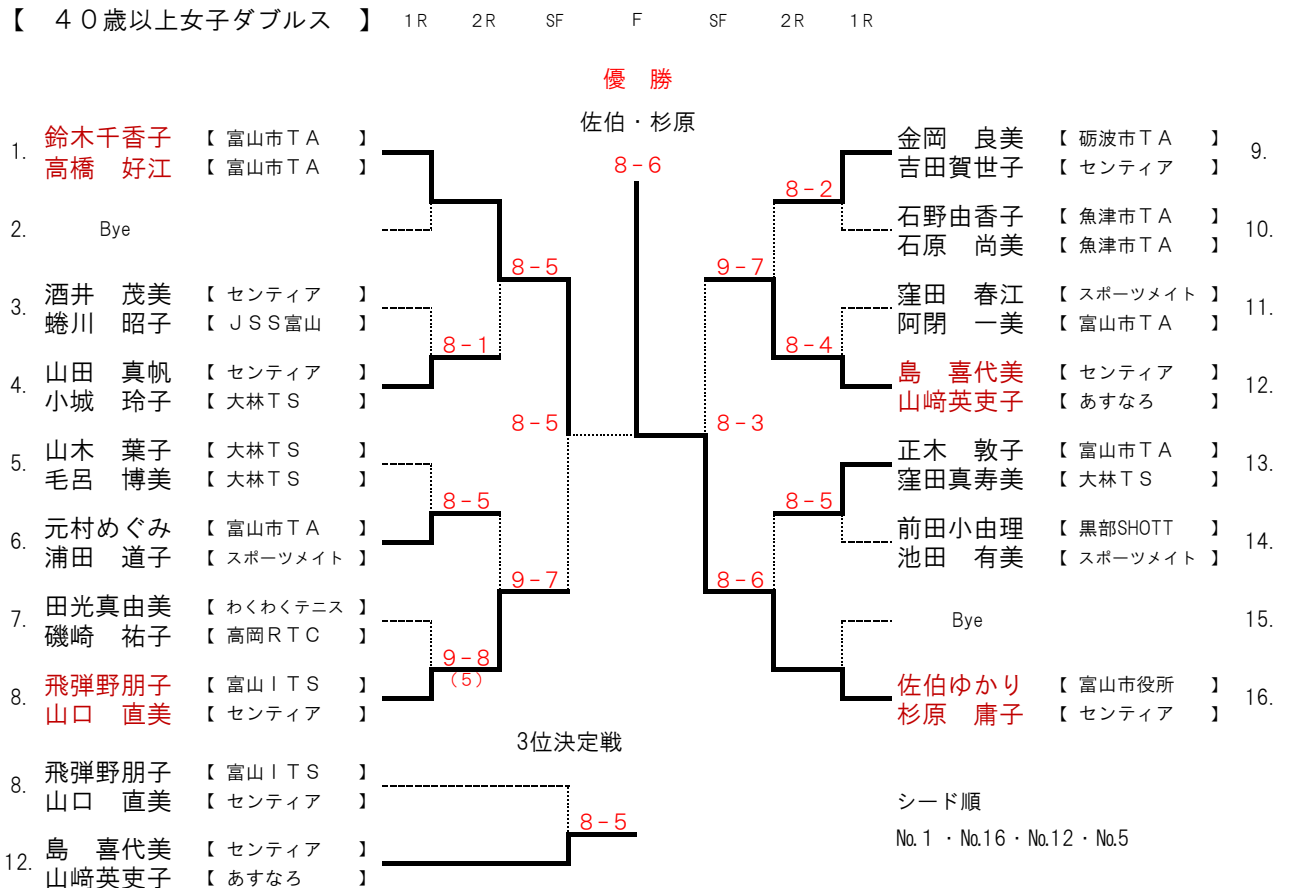 【　４０歳以上女子ダブルス　】 1R 2R SF F SF 2R 1R
優　勝
佐伯・杉原
8-6
1. 鈴木千香子 【 富山市ＴＡ 】
高橋　好江 【 富山市ＴＡ 】
2. Bye
8-5
3. 酒井　茂美 【 センティア 】
蜷川　昭子 【 ＪＳＳ富山 】
8-1
4. 山田　真帆 【 センティア 】
小城　玲子 【 大林ＴＳ 】
8-5
5. 山木　葉子 【 大林ＴＳ 】
毛呂　博美 【 大林ＴＳ 】
8-5
6. 元村めぐみ 【 富山市ＴＡ 】
浦田　道子 【 スポーツメイト 】
9-7
7. 田光真由美 【 わくわくテニス 】
磯崎　祐子 【 高岡ＲＴＣ 】
9-8
(5)
8. 飛弾野朋子 【 富山ＩＴＳ 】
山口　直美 【 センティア 】
金岡　良美 【 砺波市ＴＡ 】 9.
吉田賀世子 【 センティア 】
8-2
石野由香子 【 魚津市ＴＡ 】 10.
石原　尚美 【 魚津市ＴＡ 】
9-7
窪田　春江 【 スポーツメイト 】 11.
阿閉　一美 【 富山市ＴＡ 】
8-4
島　喜代美 【 センティア 】 12.
山﨑英吏子 【 あすなろ 】
8-3
正木　敦子 【 富山市ＴＡ 】 13.
窪田真寿美 【 大林ＴＳ 】
8-5
前田小由理 【 黒部SHOTT 】 14.
池田　有美 【 スポーツメイト 】
8-6
Bye 15.
佐伯ゆかり 【 富山市役所 】 16.
杉原　庸子 【 センティア 】
3位決定戦
8. 飛弾野朋子 【 富山ＩＴＳ 】
山口　直美 【 センティア 】
8-5
12. 島　喜代美 【 センティア 】
山﨑英吏子 【 あすなろ 】
シード順
№1 ・№16・№12・№5